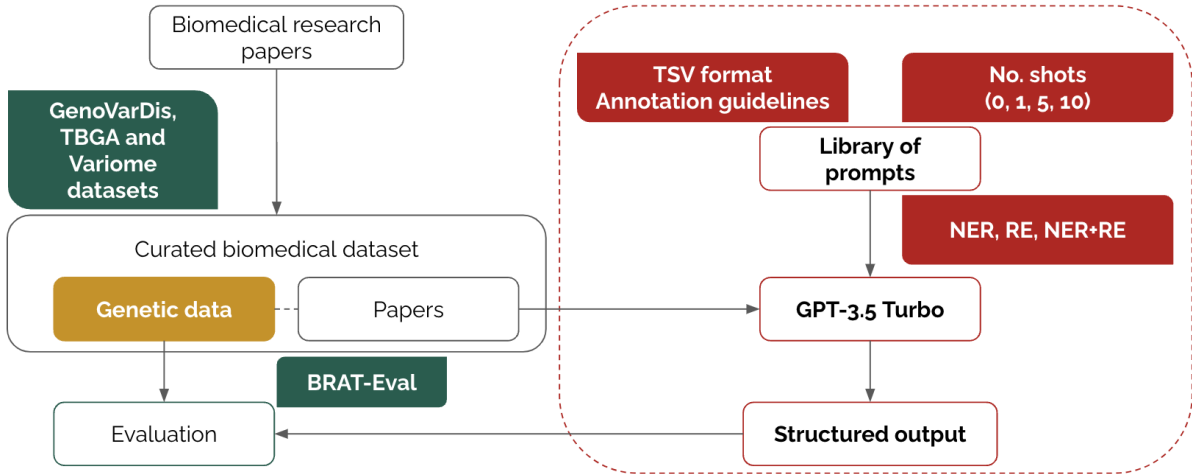 Biomedical research
papers
GenoVarDis,
TBGA and
Variome
datasets
Curated biomedical dataset
Genetic data
Papers
BRAT-Eval
Evaluation
TSV format
Annotation guidelines
No. shots
(0, 1, 5, 10)
Library of
prompts
NER, RE, NER+RE
GPT-3.5 Turbo
Structured output